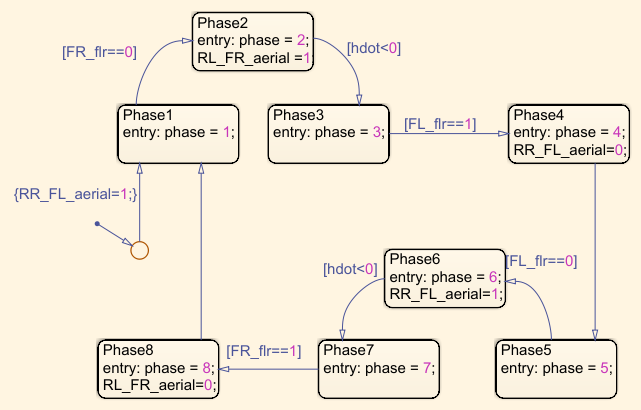 Phase2
entry: phase = 2;
RL_FR_aerial =1;
[FR_flr==0]
[hdot<0]
Phase1
entry: phase = 1;
Phase3
entry: phase = 3;
[FL_flr==1]
Phase4
entry: phase = 4;
RR_FL_aerial=0;
{RR_FL_aerial=1;}
Phase6
entry: phase = 6;
RR_FL_aerial=1;
[hdot<0]
[FL_flr==0]
Phase8
entry: phase = 8;
RL_FR_aerial=0;
[FR_flr==1]
Phase7
entry: phase = 7;
Phase5
entry: phase = 5;